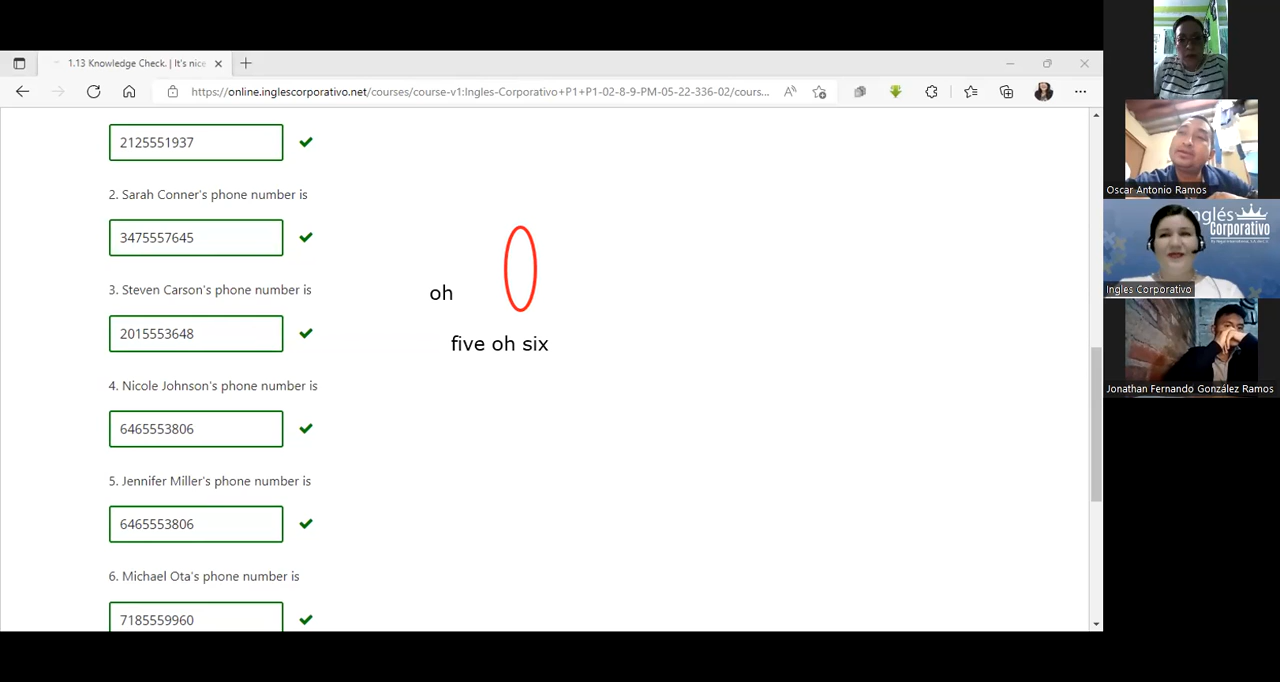 1.13 Knowledge Check. | It's nice
https://online.inglescorporativo.net/courses/course-v1:Ingles-Corporativo+P1+P1-02-8-9-PM-05-22-336-02/cours...
2125551937
2. Sarah Conner's phone number is
3475557645
3. Steven Carson's phone number is
2015553648
4. Nicole Johnson's phone number is
6465553806
5. Jennifer Miller's phone number is
6465553806
6. Michael Ota's phone number is
7185559960
oh
five oh six
Oscar Antonio Ramos
Inglés
Corporativo
Ingles Corporativo
Jonathan Fernando González Ramos